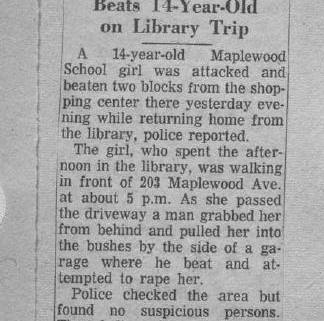 Beats 14-Year-Old
on Library Trip
A 14-year-old Maplewood
School girl was attacked and
beaten two blocks from the shop-
ping center there yesterday eve-
ning while returning home from
the library, police reported.
The girl, who spent the after-
noon in the library, was walking
in front of 203 Maplewood Ave.
at about 5 p.m. As she passed
the driveway a man grabbed her
from behind and pulled her into
the bushes by the side of a ga-
rage where he beat and at-
tempted to rape her.
Police checked the area but
found no suspicious persons.